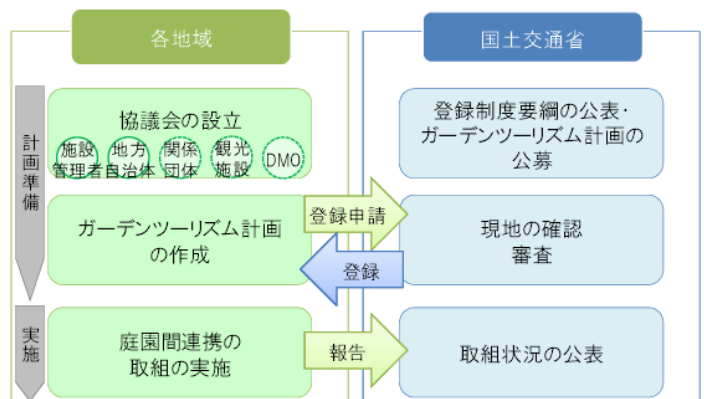 各地域
国土交通省
計画準備
協議会の設立
施設
管理者
地方
自治体
関係
団体
観光
施設
DMO
登録制度要綱の公表・
ガーデンツーリズム計画の
公募
ガーデンツーリズム計画
の作成
登録申請
登録
現地の確認
審査
実施
庭園間連携の
取組の実施
報告
取組状況の公表